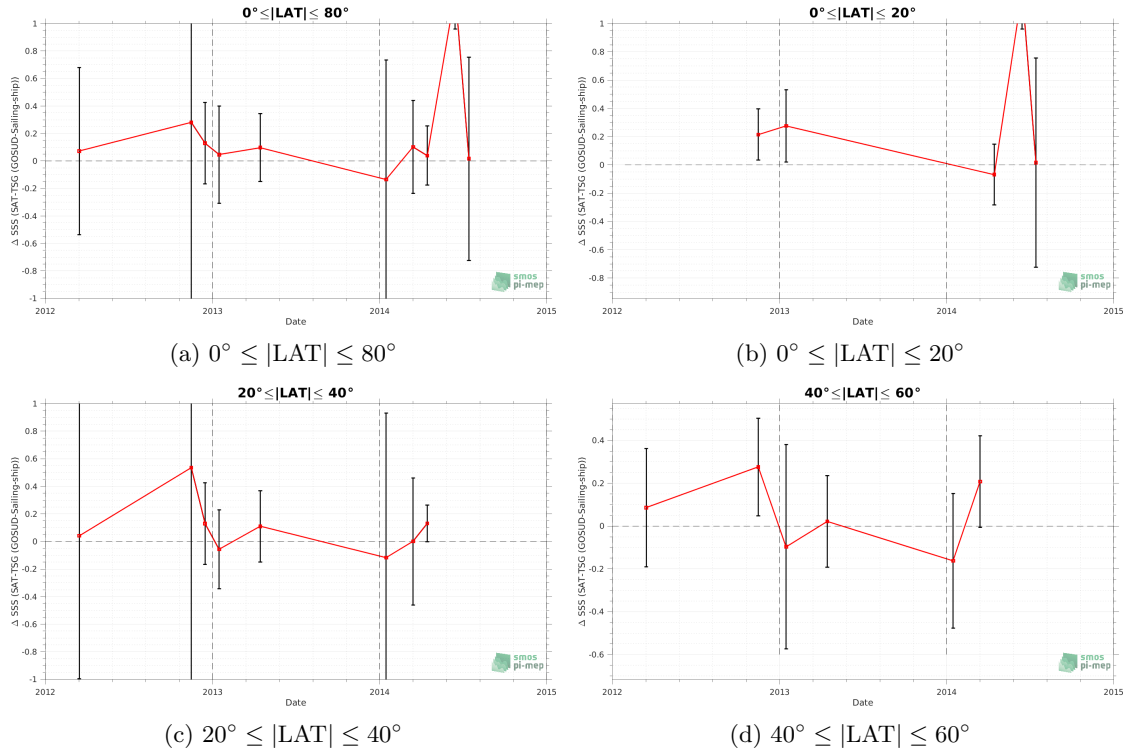 0°≤|LAT|≤ 80°
Δ SSS (SAT-TSG (GOSUD-Sailing-ship))
1
0.8
0.6
0.4
0.2
0
-0.2
-0.4
-0.6
-0.8
-1
2012 2013 2014 2015
Date
smos
pi-mep
(a) 0° ≤ |LAT| ≤ 80°
0°≤|LAT|≤ 20°
Δ SSS (SAT-TSG (GOSUD-Sailing-ship))
1
0.8
0.6
0.4
0.2
0
-0.2
-0.4
-0.6
-0.8
2012 2013 2014 2015
Date
smos
pi-mep
(b) 0° ≤ |LAT| ≤ 20°
20°≤|LAT|≤ 40°
Δ SSS (SAT-TSG (GOSUD-Sailing-ship))
1
0.8
0.6
0.4
0.2
0
-0.2
-0.4
-0.6
-0.8
-1
2012 2013 2014 2015
Date
smos
pi-mep
(c) 20° ≤ |LAT| ≤ 40°
40°≤|LAT|≤ 60°
Δ SSS (SAT-TSG (GOSUD-Sailing-ship))
0.4
0.2
0
-0.2
-0.4
-0.6
2012 2013 2014 2015
Date
smos
pi-mep
(d) 40° ≤ |LAT| ≤ 60°